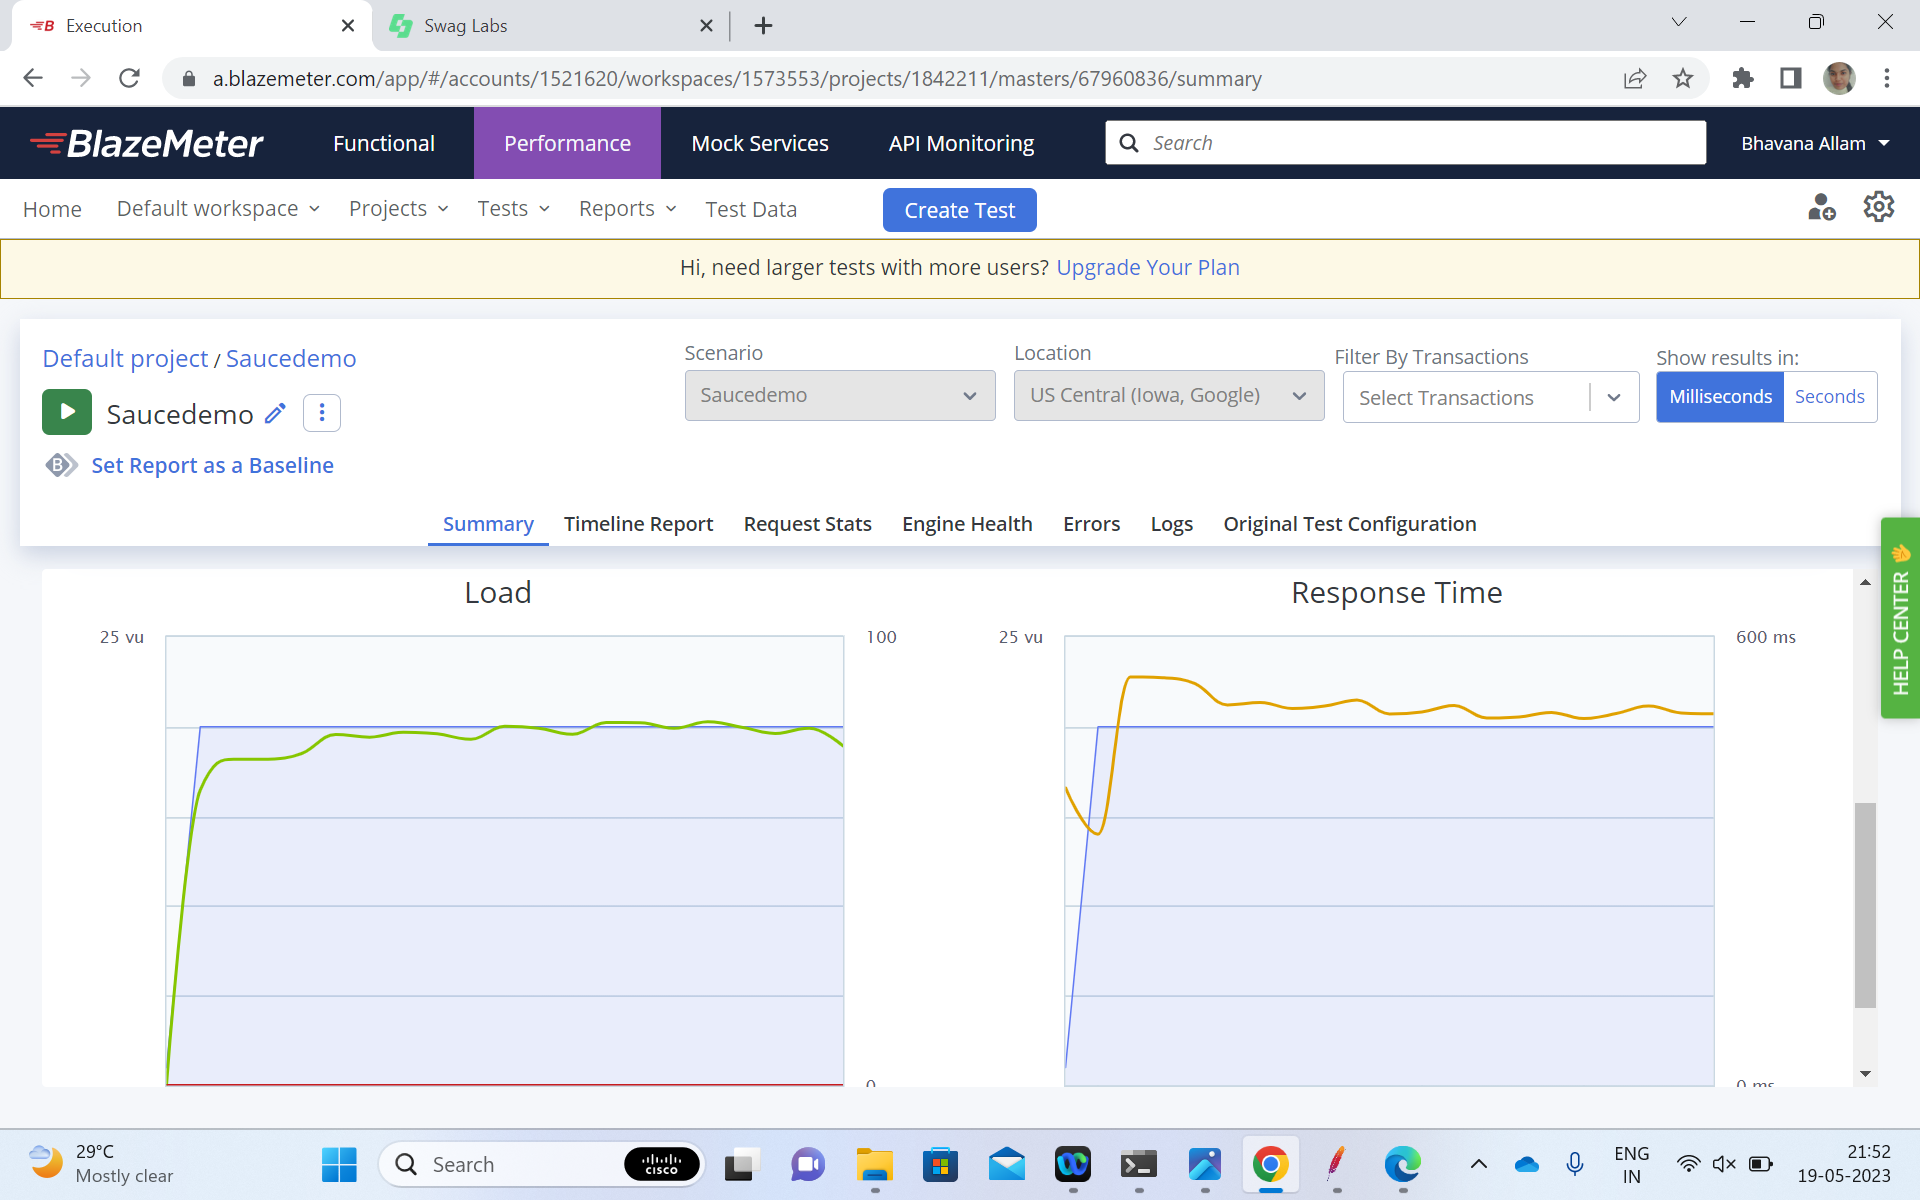 Execution
Swag Labs
a.blazemeter.com/app/#/accounts/1521620/workspaces/1573553/projects/1842211/masters/67960836/summary
BlazeMeter
Functional
Performance
Mock Services
API Monitoring
Search
Bhavana Allam
Home
Default workspace
Projects
Tests
Reports
Test Data
Create Test
Hi, need larger tests with more users? Upgrade Your Plan
Default project / Saucedemo
Scenario
Location
Filter By Transactions
Show results in:
Saucedemo
US Central (Iowa, Google)
Select Transactions
Milliseconds
Seconds
Saucedemo
B
Set Report as a Baseline
Summary
Timeline Report
Request Stats
Engine Health
Errors
Logs
Original Test Configuration
HELP CENTER
Load
Response Time
25 vu
100
25 vu
600 ms
0
0 ms
29°C
Mostly clear
Search
CISCO
ENG
IN
21:52
19-05-2023